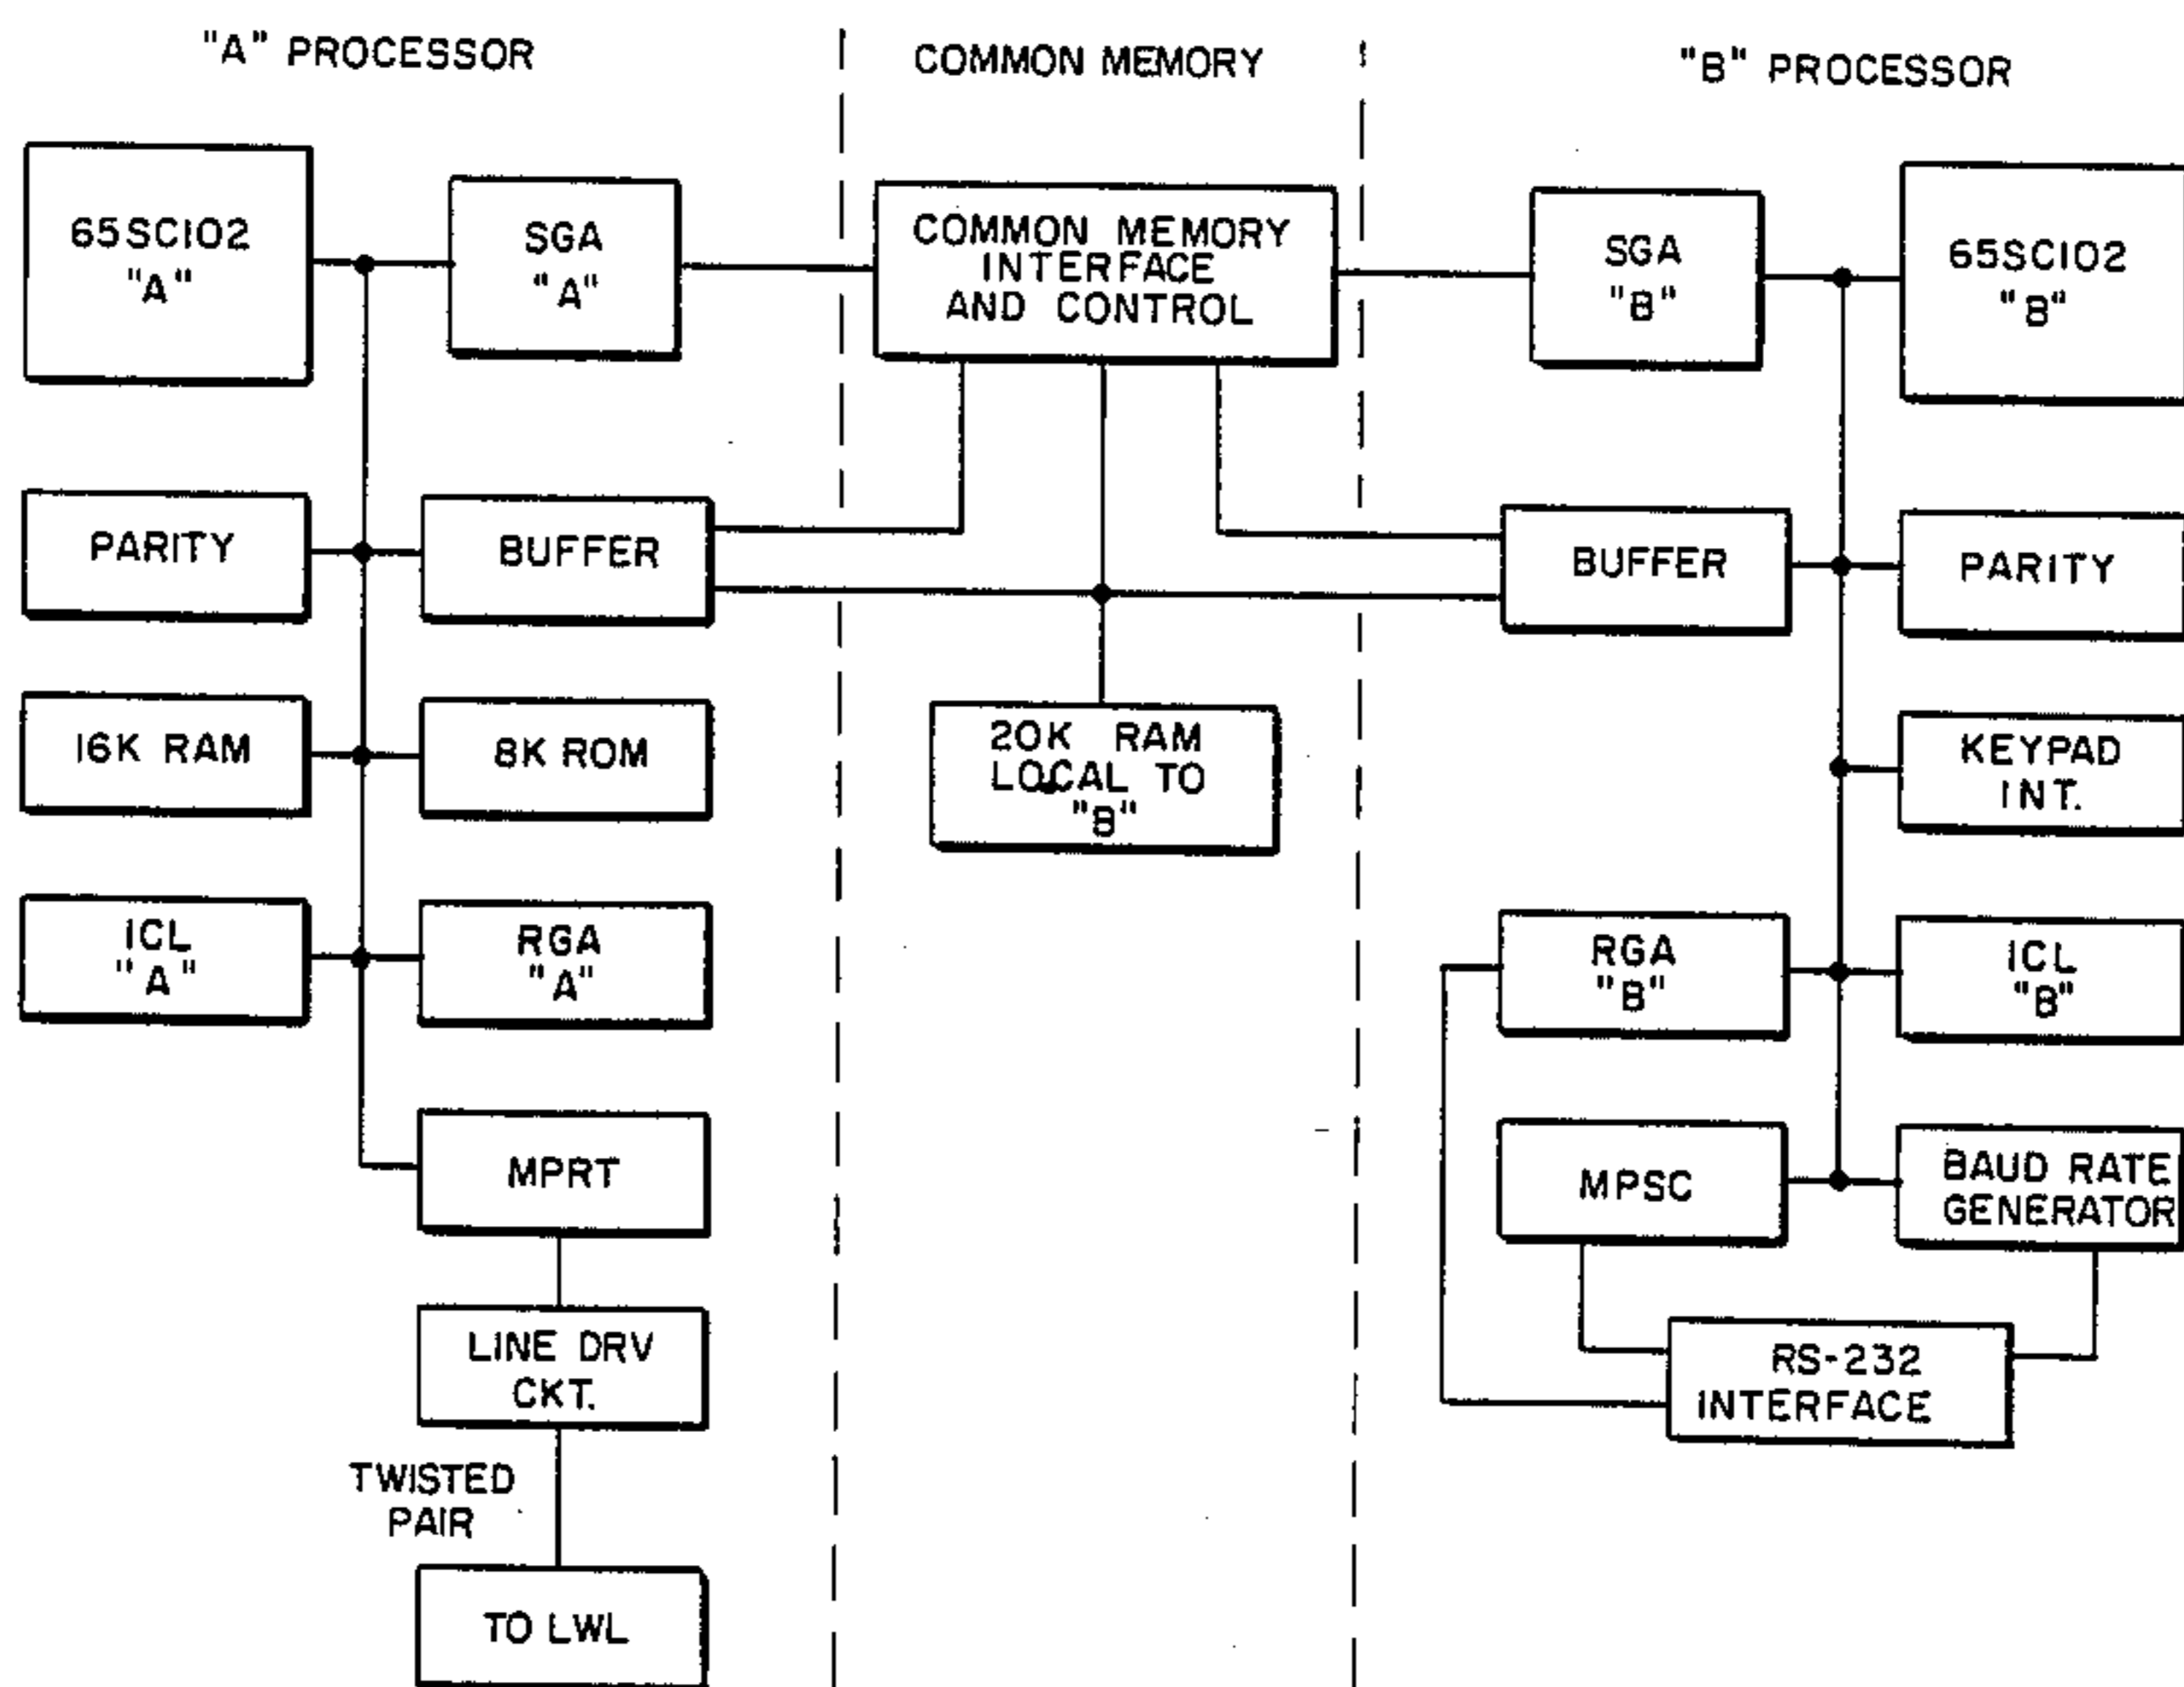 "A" PROCESSOR
COMMON MEMORY
"B" PROCESSOR
65SC102
"A"
SGA
"A"
COMMON MEMORY
INTERFACE
AND CONTROL
SGA
"B"
65SC102
"B"
PARITY
BUFFER
BUFFER
PARITY
16K RAM
8K ROM
20K RAM
LOCAL TO
"B"
KEYPAD
INT.
ICL
"A"
RGA
"A"
RGA
"B"
ICL
"B"
MPRT
MPSC
BAUD RATE
GENERATOR
LINE DRV
CKT.
RS-232
INTERFACE
TWISTED
PAIR
TO LWL